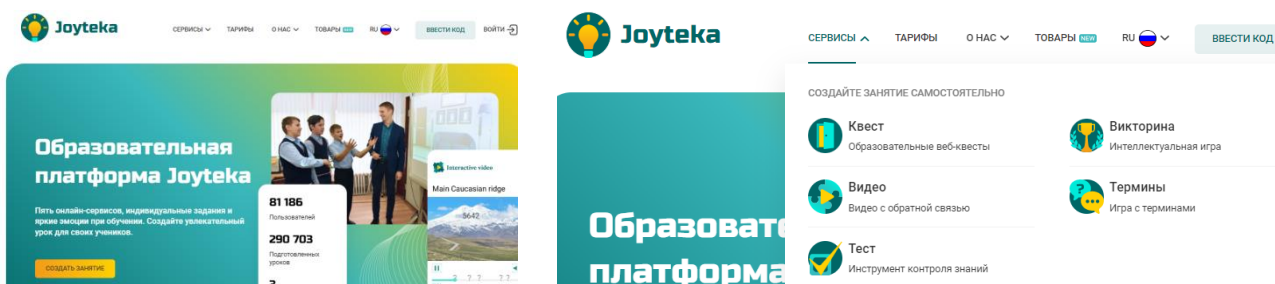 Joyteka
СЕРВИСЫ ТАРИФЫ О НАС ТОВАРЫ NEW RU ВВЕСТИ КОД ВОЙТИ
Образовательная
платформа Joyteka
Пять онлайн-сервисов, индивидуальные задания и
яркие эмоции при обучении. Создайте увлекательный
урок для своих учеников.
СОЗДАТЬ ЗАНЯТИЕ
81 186
Пользователей
290 703
Подготовленных
уроков
Interactive video
Main Caucasian ridge
5642
? ? ? ? ?
Joyteka
СЕРВИСЫ ТАРИФЫ О НАС ТОВАРЫ NEW RU ВВЕСТИ КОД
СОЗДАЙТЕ ЗАНЯТИЕ САМОСТОЯТЕЛЬНО
Квест
Образовательные веб-квесты
Викторина
Интеллектуальная игра
Видео
Видео с обратной связью
Термины
Игра с терминами
Тест
Инструмент контроля знаний
Образовате
платформа